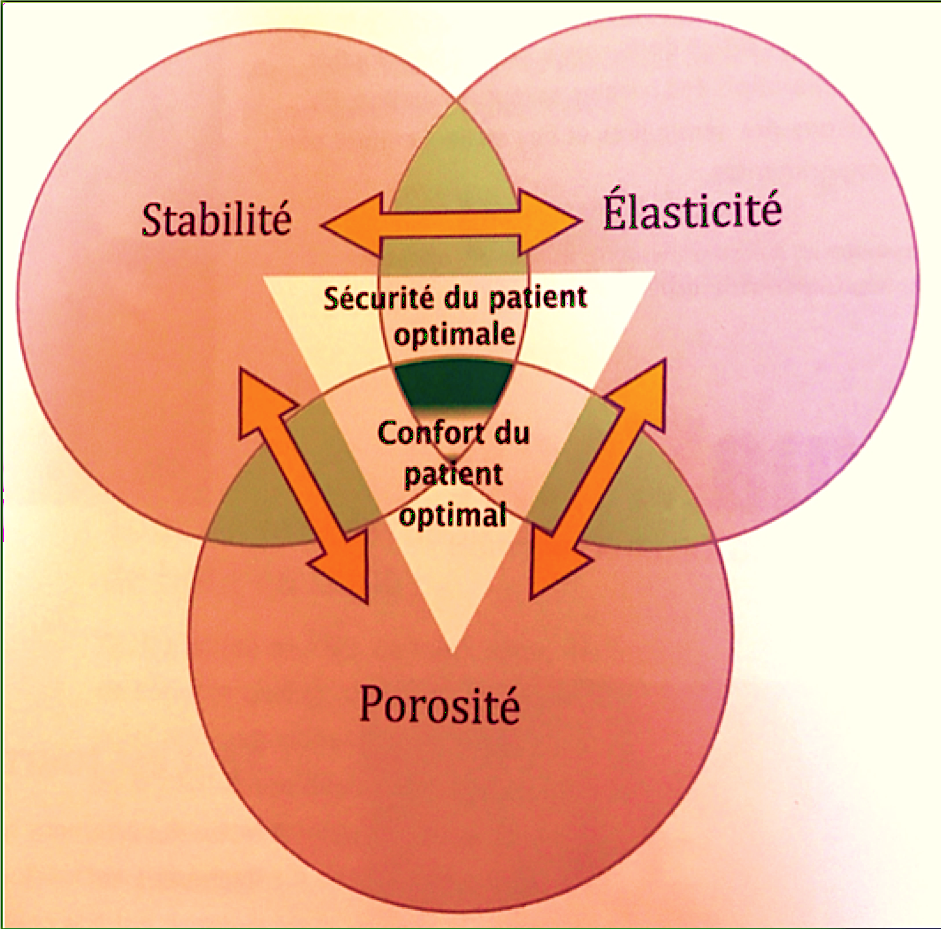 Stabilité
Élasticité
Sécurité du patient
optimale
Confort du
patient
optimal
Porosité